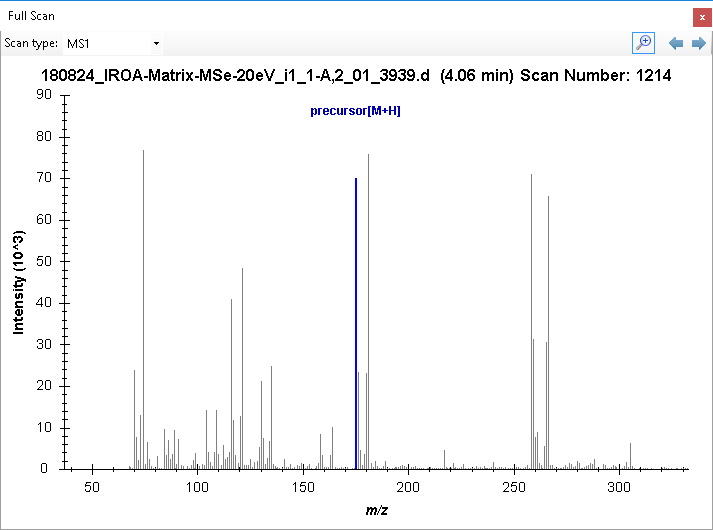 Full Scan
x
Scan type: MS1
180824_IROA-Matrix-MSe-20eV_i1_1-A,2_01_3939.d (4.06 min) Scan Number: 1214
precursor[M+H]
Intensity (10^3)
90
80
70
60
50
40
30
20
10
0
50 100 150 200 250 300
m/z